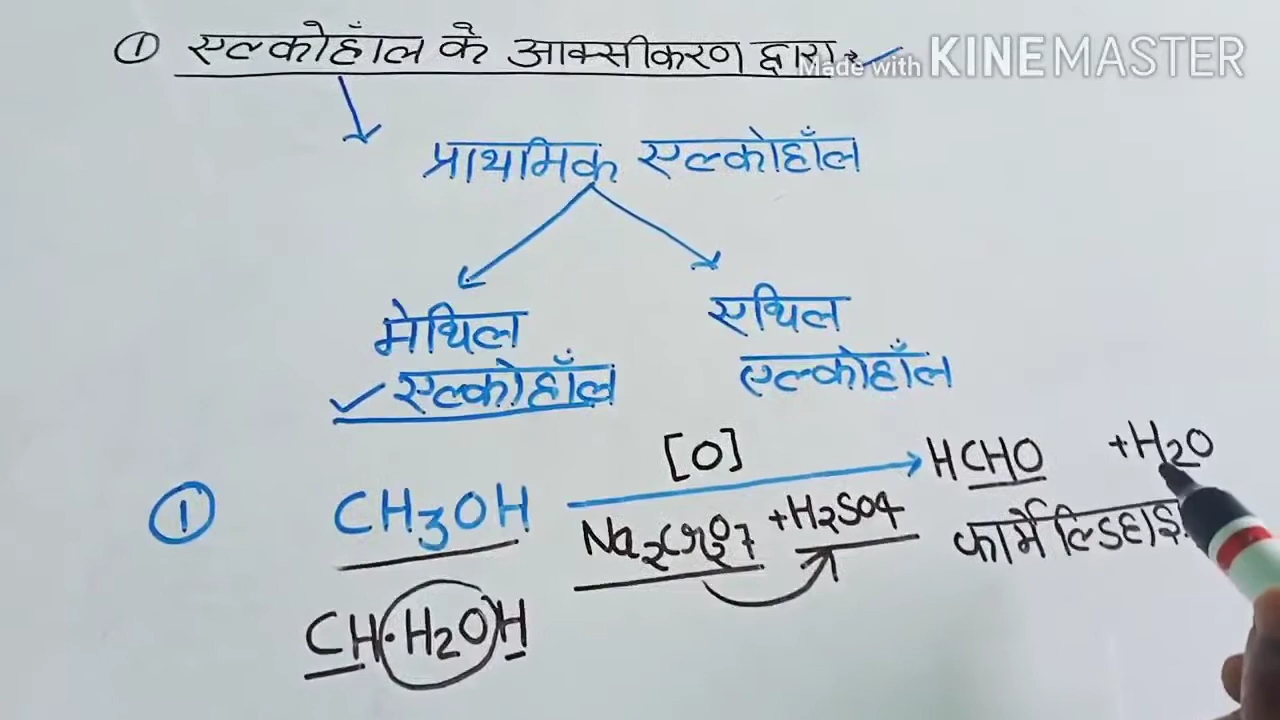 ① एल्कोहॉल के आक्सीकरण द्वारा :
Made with KINEMASTER
प्राथमिक एल्कोहॉल
मेथिल
एल्कोहॉल
एथिल
एल्कोहॉल
① CH3OH [O] HCHO +H2O
Na2Cr2O7 +H2SO4
फार्मेल्डिहाइ
CH·H2OH